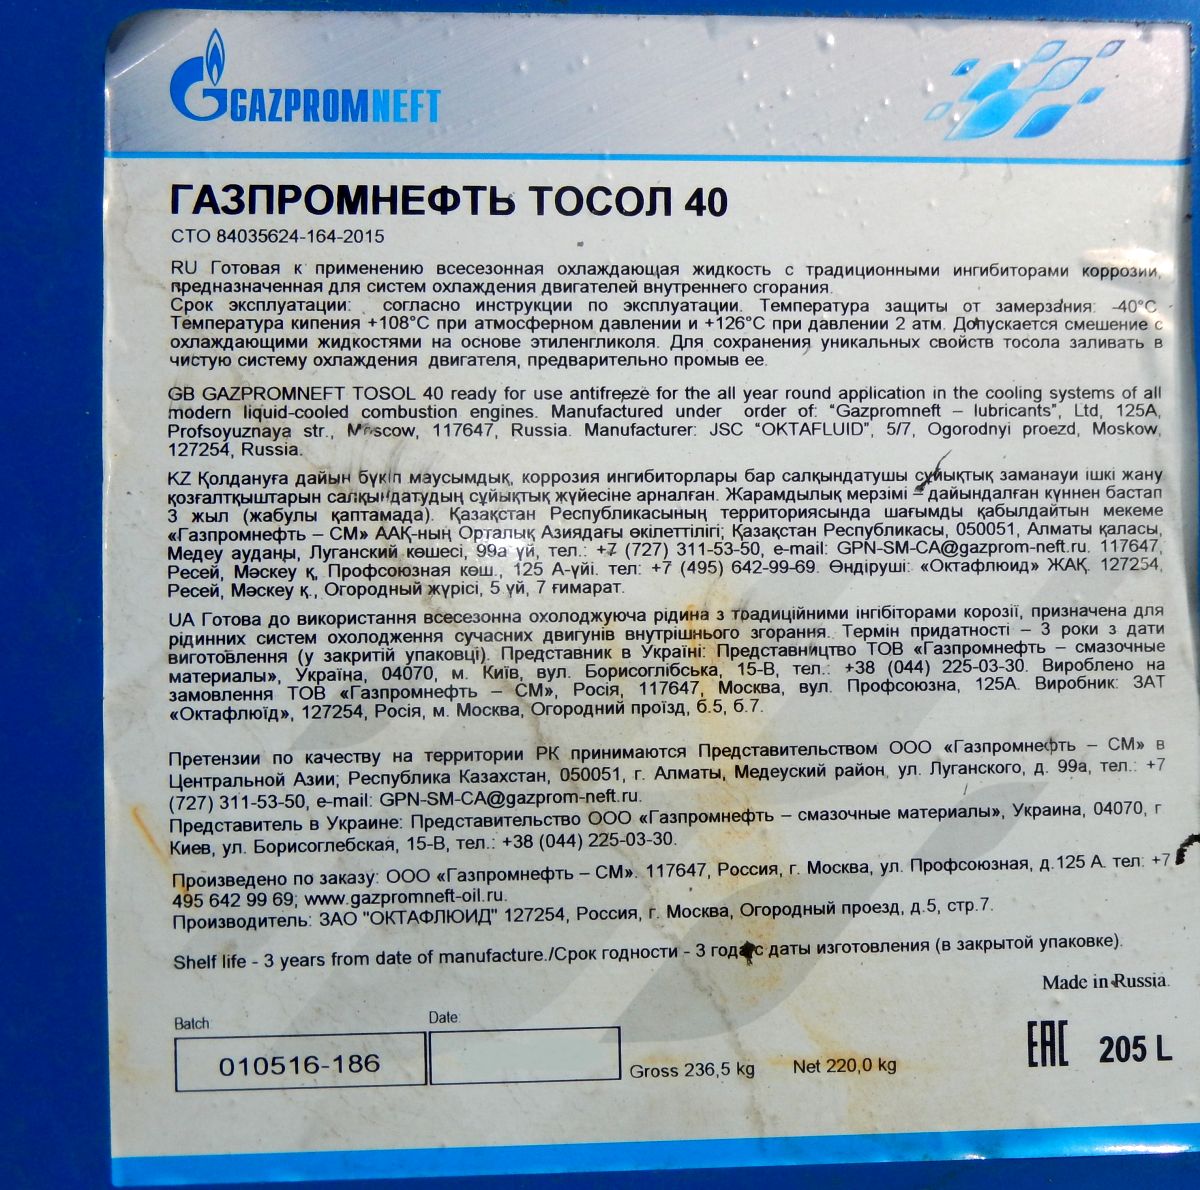 GAZPROMNEFT
ГАЗПРОМНЕФТЬ ТОСОЛ 40
СТО 84035624-164-2015
RU Готовая к применению всесезонная охлаждающая жидкость с традиционными ингибиторами коррозии,
предназначенная для систем охлаждения двигателей внутреннего сгорания.
Срок эксплуатации: согласно инструкции по эксплуатации. Температура защиты от замерзания: -40°С
Температура кипения +108°С при атмосферном давлении и +126°С при давлении 2 атм. Допускается смешение с
охлаждающими жидкостями на основе этиленгликоля. Для сохранения уникальных свойств тосола заливать в
чистую систему охлаждения двигателя, предварительно промыв ее.
GB GAZPROMNEFT TOSOL 40 ready for use antifreeze for the all year round application in the cooling systems of all
modern liquid-cooled combustion engines. Manufactured under order of: “Gazpromneft – lubricants”, Ltd, 125A,
Profsoyuznaya str., Moscow, 117647, Russia. Manufacturer: JSC “OKTAFLUID”, 5/7, Ogorodnyi proezd, Moskow,
127254, Russia.
KZ Қолдануға дайын бүкіл маусымдық, коррозия ингибиторлары бар салқындатушы сұйықтық заманауи ішкі жану
қозғалтқыштарын салқындатудың сұйықтық жүйесіне арналған. Жарамдылық мерзімі – дайындалған күннен бастап
3 жыл (жабулы қаптамада). Қазақстан Республикасының территориясында шағымды қабылдайтын мекеме
«Газпромнефть – СМ» ААҚ-ның Орталық Азиядағы өкілеттілігі; Қазақстан Республикасы, 050051, Алматы қаласы,
Медеу ауданы, Луганский көшесі, 99а үй, тел.: +7 (727) 311-53-50, e-mail: GPN-SM-CA@gazprom-neft.ru. 117647,
Ресей, Мәскеу қ, Профсоюзная көш., 125 А-үйі. тел: +7 (495) 642-99-69. Өндіруші: «Октафлюид» ЖАҚ. 127254,
Ресей, Мәскеу қ., Огородный жүрісі, 5 үй, 7 ғимарат.
UA Готова до використання всесезонна охолоджуюча рідина з традиційними інгібіторами корозії, призначена для
рідинних систем охолодження сучасних двигунів внутрішнього згорання. Термін придатності – 3 роки з дати
виготовлення (у закритій упаковці). Представник в Україні: Представництво ТОВ «Газпромнефть – смазочные
материалы», Україна, 04070, м. Київ, вул. Борисоглібська, 15-В, тел.: +38 (044) 225-03-30. Вироблено на
замовлення ТОВ «Газпромнефть – СМ», Росія, 117647, Москва, вул. Профсоюзна, 125А. Виробник: ЗАТ
«Октафлюїд», 127254, Росія, м. Москва, Огородний проїзд, б.5, б.7.
Претензии по качеству на территории РК принимаются Представительством ООО «Газпромнефть – СМ» в
Центральной Азии; Республика Казахстан, 050051, г. Алматы, Медеуский район, ул. Луганского, д. 99а, тел.: +7
(727) 311-53-50, e-mail: GPN-SM-CA@gazprom-neft.ru.
Представитель в Украине: Представительство ООО «Газпромнефть – смазочные материалы», Украина, 04070, г
Киев, ул. Борисоглебская, 15-В, тел.: +38 (044) 225-03-30.
Произведено по заказу: ООО «Газпромнефть – СМ». 117647, Россия, г. Москва, ул. Профсоюзная, д.125 А. тел: +7
495 642 99 69; www.gazpromneft-oil.ru.
Производитель: ЗАО "ОКТАФЛЮИД" 127254, Россия, г. Москва, Огородный проезд, д.5, стр.7.
Shelf life - 3 years from date of manufacture./Срок годности - 3 года с даты изготовления (в закрытой упаковке).
Made in Russia.
Batch: Date:
010516-186
Gross 236,5 kg Net 220,0 kg
EAC 205 L